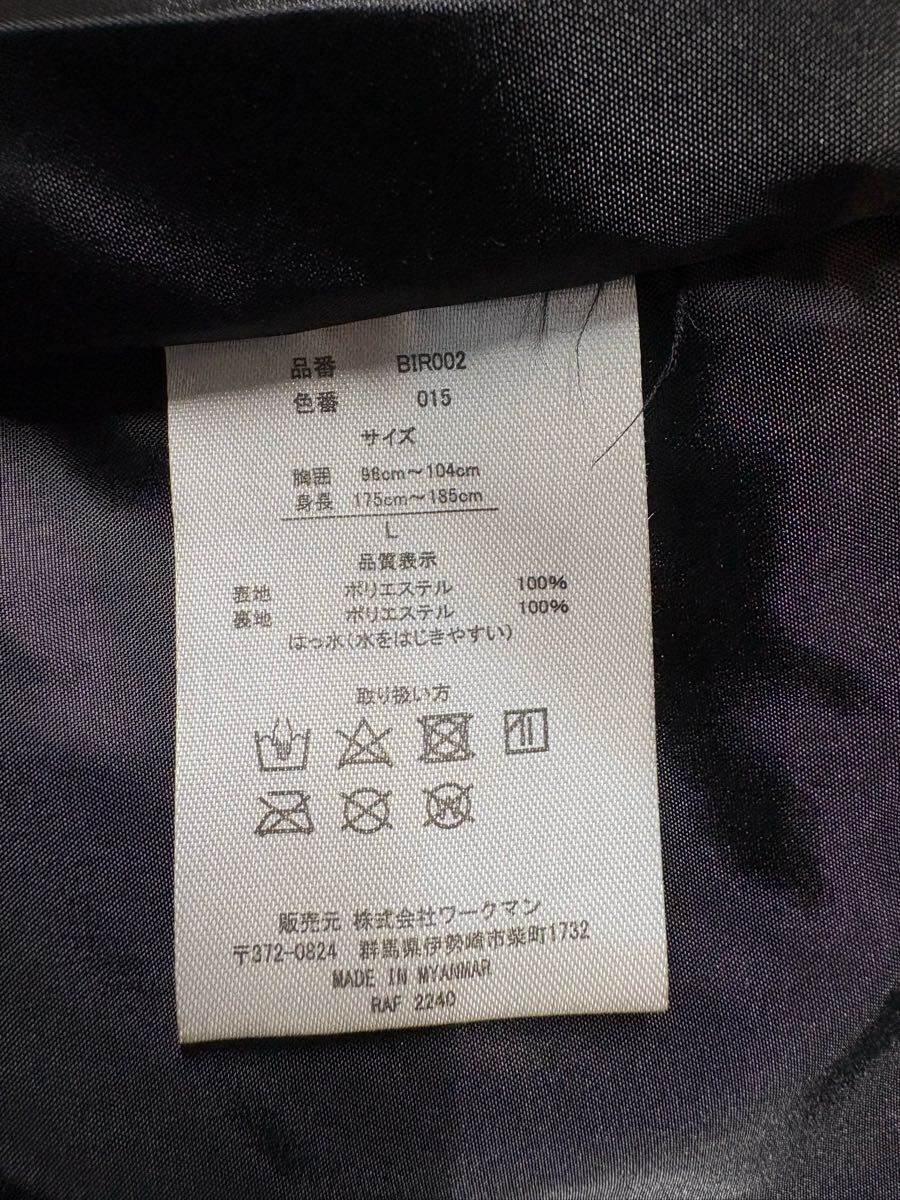 品番 BIR002
色番 015
サイズ
胸囲 96cm～104cm
身長 175cm～185cm
L
品質表示
表地 ポリエステル 100%
裏地 ポリエステル 100%
はっ水(水をはじきやすい)
取り扱い方
W
販売元 株式会社ワークマン
〒372-0824 群馬県伊勢崎市柴町1732
MADE IN MYANMAR
RAF 2240